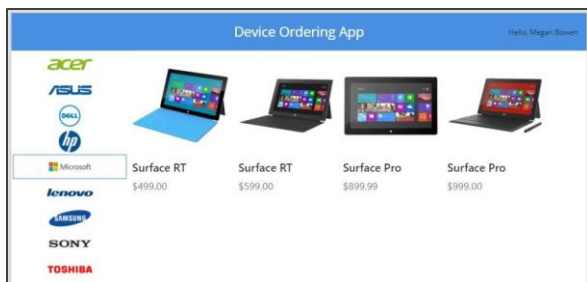 Device Ordering App
Hello, Megan Bowen
acer
ASUS
DELL
hp
Microsoft
lenovo
SAMSUNG
SONY
TOSHIBA
Surface RT
$499.00
Surface RT
$599.00
Surface Pro
$899.99
Surface Pro
$999.00